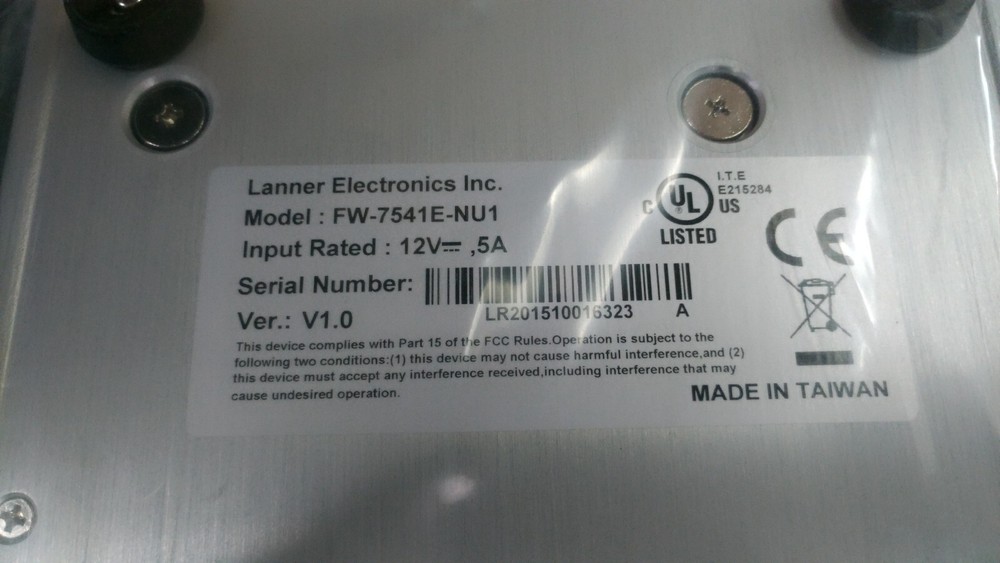 Lanner Electronics Inc.
Model : FW-7541E-NU1
Input Rated : 12V⎓ ,5A
Serial Number:
LR201510016323 A
Ver.: V1.0
This device complies with Part 15 of the FCC Rules.Operation is subject to the
following two conditions:(1) this device may not cause harmful interference,and (2)
this device must accept any interference received,including interference that may
cause undesired operation.
C UL US
LISTED
I.T.E
E215284
CE
MADE IN TAIWAN